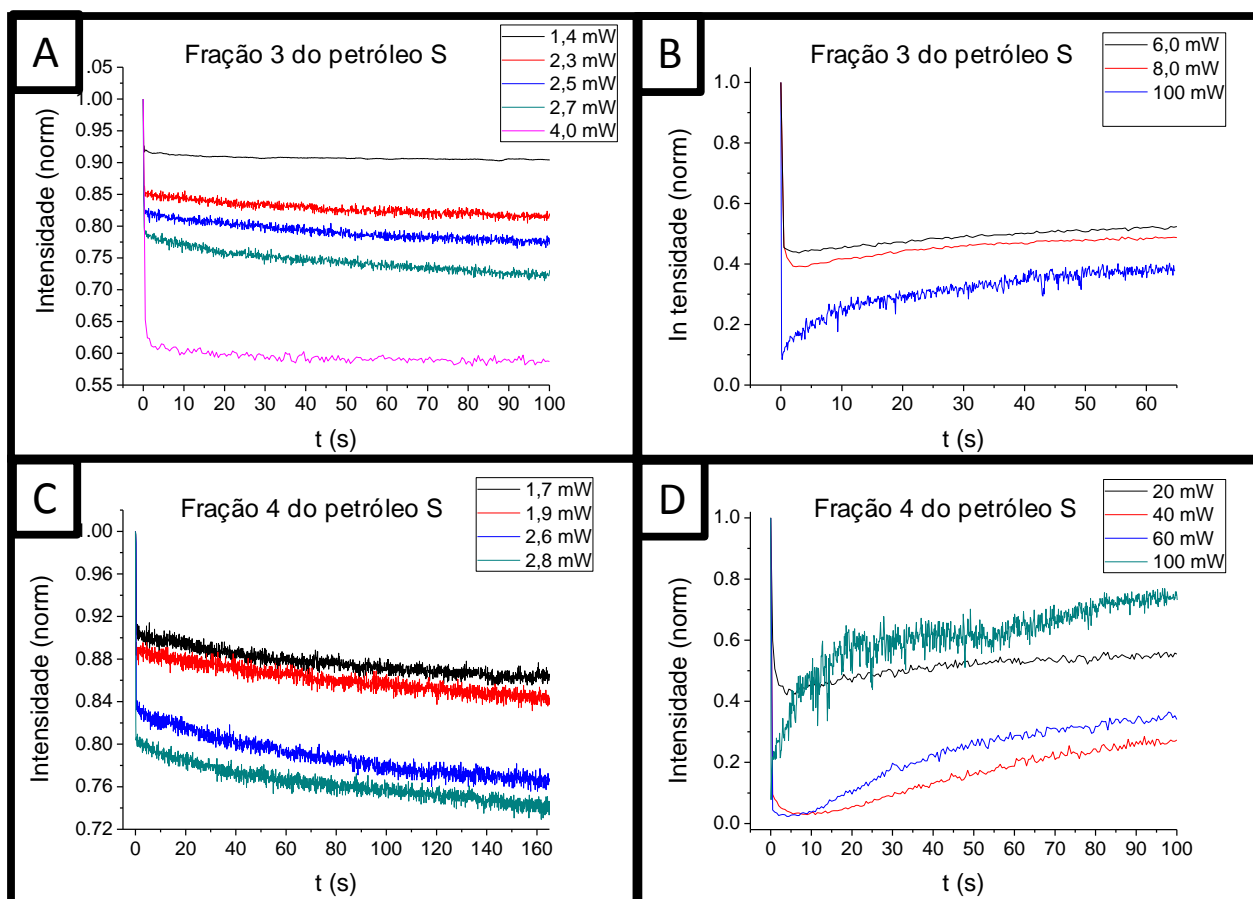 A
Fração 3 do petróleo S
1,4 mW
2,3 mW
2,5 mW
2,7 mW
4,0 mW
Intensidade (norm)
1.05
1.00
0.95
0.90
0.85
0.80
0.75
0.70
0.65
0.60
0.55
0 10 20 30 40 50 60 70 80 90 100
t (s)
B
Fração 3 do petróleo S
6,0 mW
8,0 mW
100 mW
In tensidade (norm)
1.0
0.8
0.6
0.4
0.2
0.0
0 10 20 30 40 50 60
t (s)
C
Fração 4 do petróleo S
1,7 mW
1,9 mW
2,6 mW
2,8 mW
Intensidade (norm)
1.00
0.96
0.92
0.88
0.84
0.80
0.76
0.72
0 20 40 60 80 100 120 140 160
t (s)
D
Fração 4 do petróleo S
20 mW
40 mW
60 mW
100 mW
Intensidade (norm)
1.0
0.8
0.6
0.4
0.2
0.0
0 10 20 30 40 50 60 70 80 90 100
t (s)